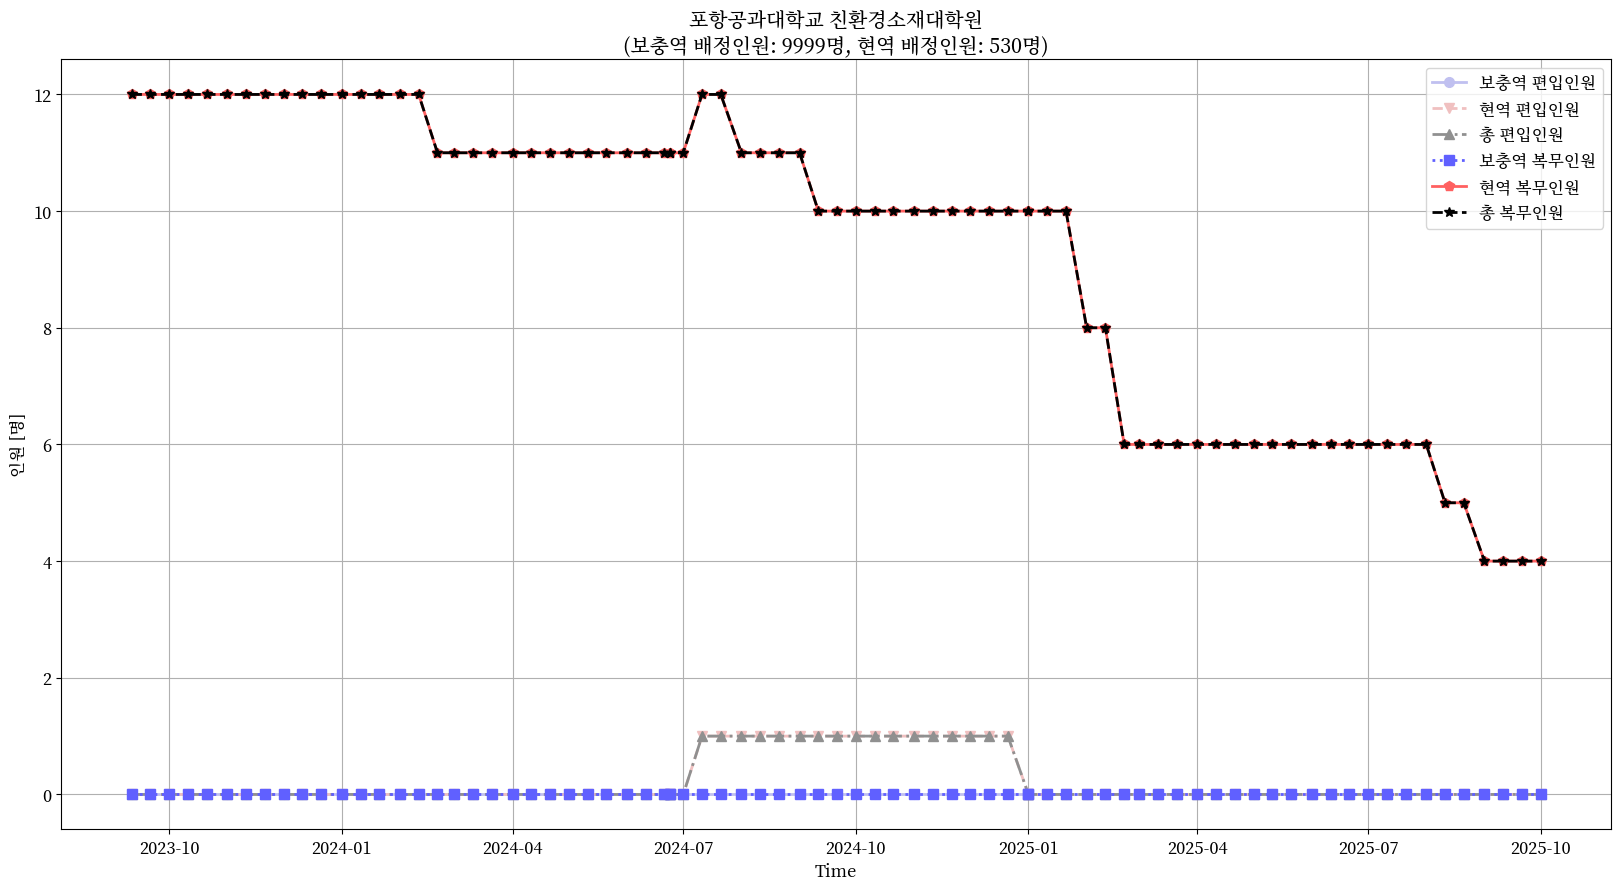 포항공과대학교 친환경소재대학원
(보충역 배정인원: 9999명, 현역 배정인원: 530명)
보충역 편입인원
현역 편입인원
총 편입인원
보충역 복무인원
현역 복무인원
총 복무인원
인원 [명]
12
10
8
6
4
2
0
2023-10
2024-01
2024-04
2024-07
2024-10
2025-01
2025-04
2025-07
2025-10
Time